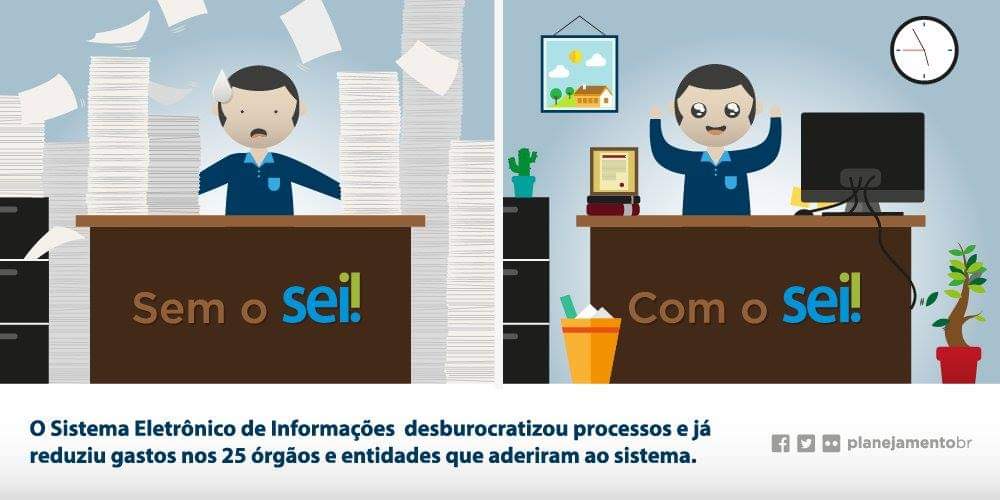 Sem o sei!
Com o sei!
O Sistema Eletrônico de Informações desburocratizou processos e já
reduziu gastos nos 25 órgãos e entidades que aderiram ao sistema.
planejamentobr